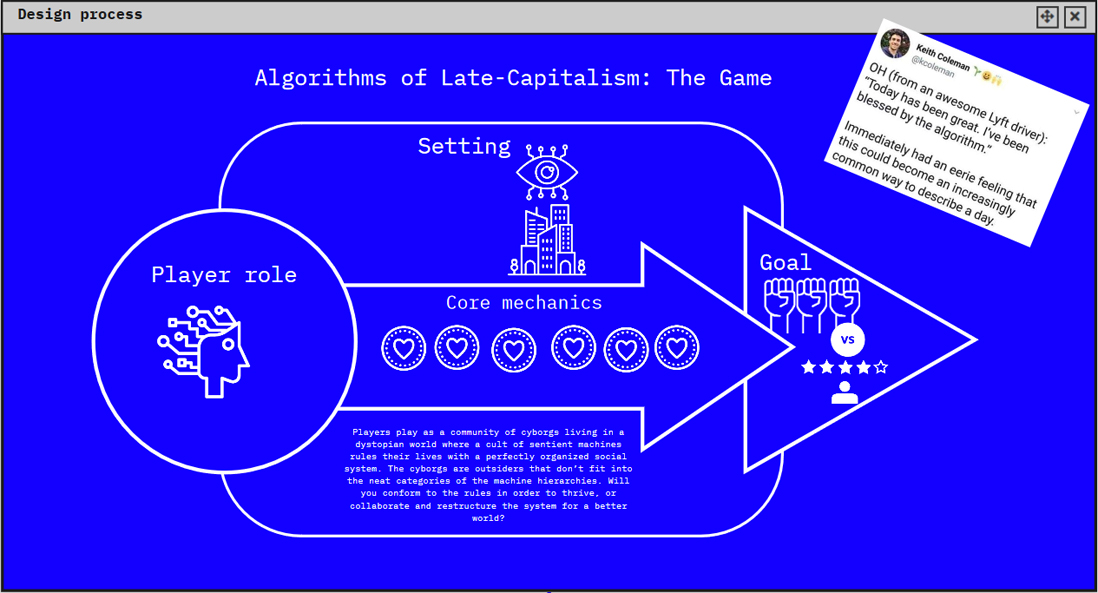 Design process
Algorithms of Late-Capitalism: The Game
Keith Coleman
@kcoleman
OH (from an awesome Lyft driver):
“Today has been great. I've been
blessed by the algorithm.”
Immediately had an eerie feeling that
this could become an increasingly
common way to describe a day.
Setting
Player role
Core mechanics
Goal
VS
Players play as a community of cyborgs living in a
dystopian world where a cult of sentient machines
rules their lives with a perfectly organized social
system. The cyborgs are outsiders that don’t fit into
the neat categories of the machine hierarchies. Will
you conform to the rules in order to thrive, or
collaborate and restructure the system for a better
world?